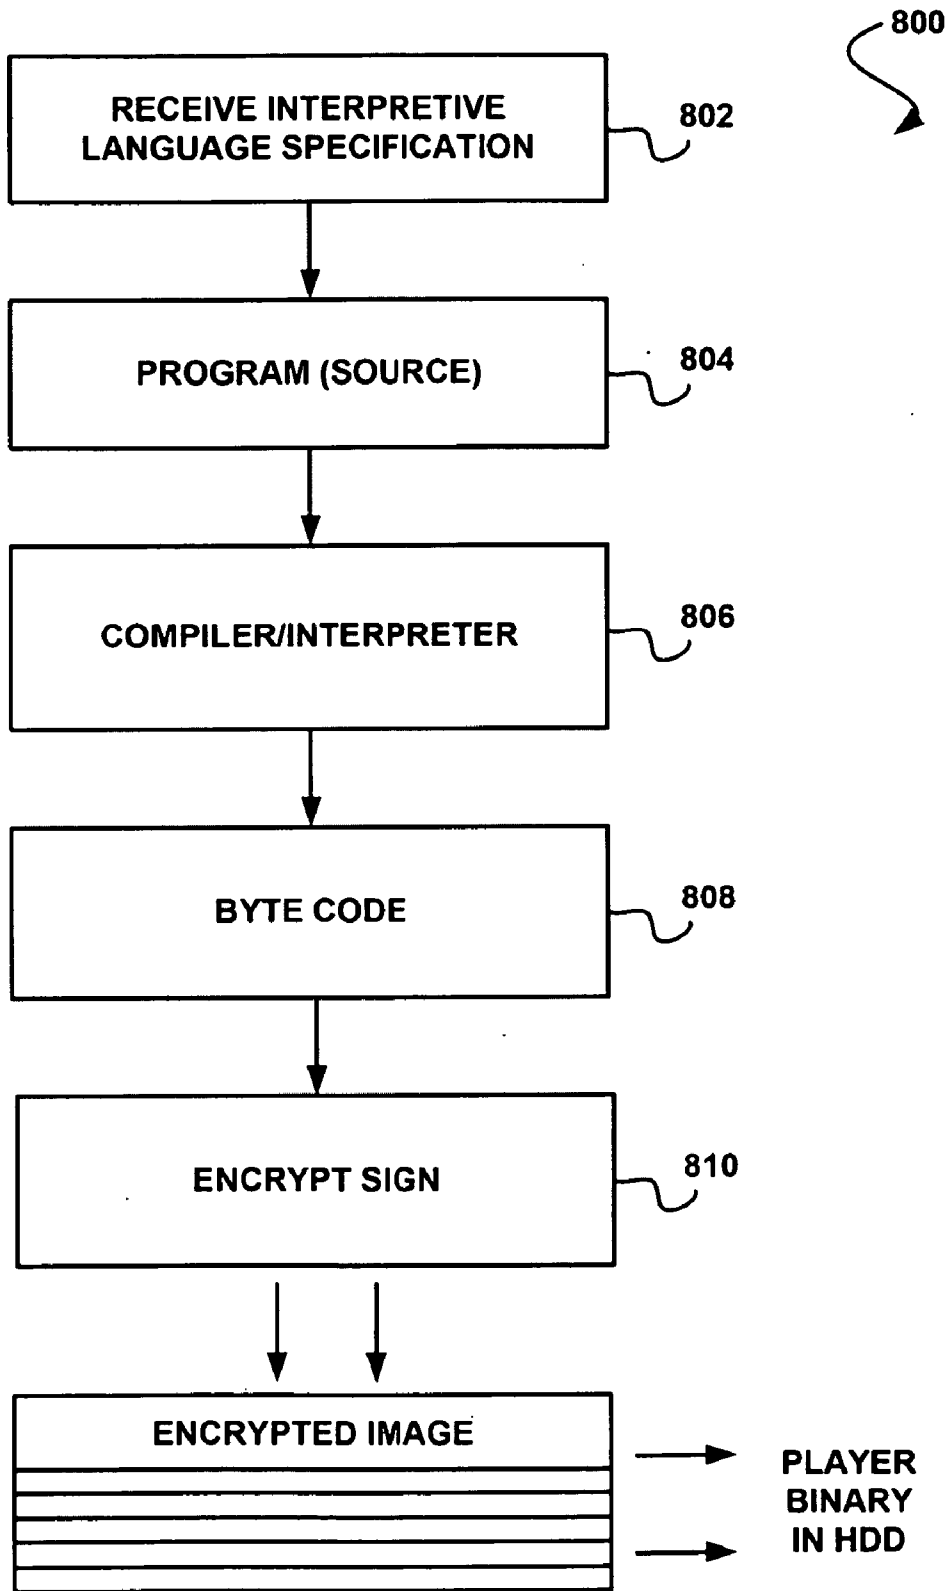 800
RECEIVE INTERPRETIVE
LANGUAGE SPECIFICATION
802
PROGRAM (SOURCE)
804
COMPILER/INTERPRETER
806
BYTE CODE
808
ENCRYPT SIGN
810
ENCRYPTED IMAGE
PLAYER
BINARY
IN HDD